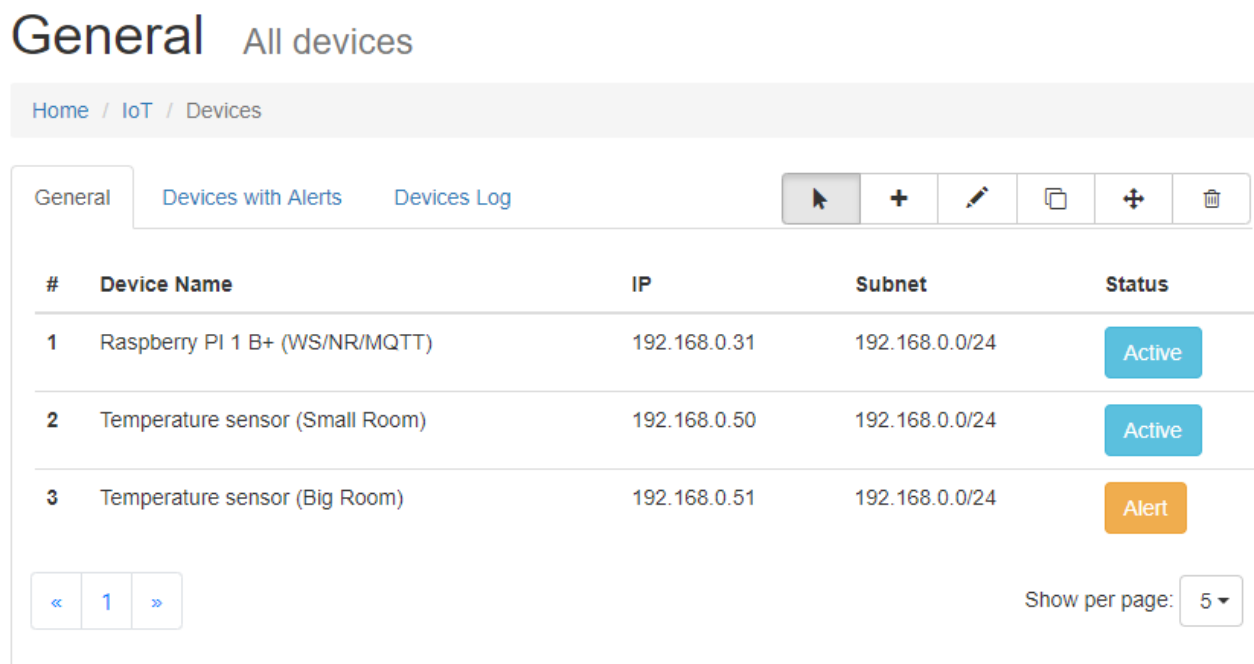 General All devices
Home / IoT / Devices
General Devices with Alerts Devices Log
# Device Name IP Subnet Status
1 Raspberry PI 1 B+ (WS/NR/MQTT) 192.168.0.31 192.168.0.0/24 Active
2 Temperature sensor (Small Room) 192.168.0.50 192.168.0.0/24 Active
3 Temperature sensor (Big Room) 192.168.0.51 192.168.0.0/24 Alert
« 1 » Show per page: 5